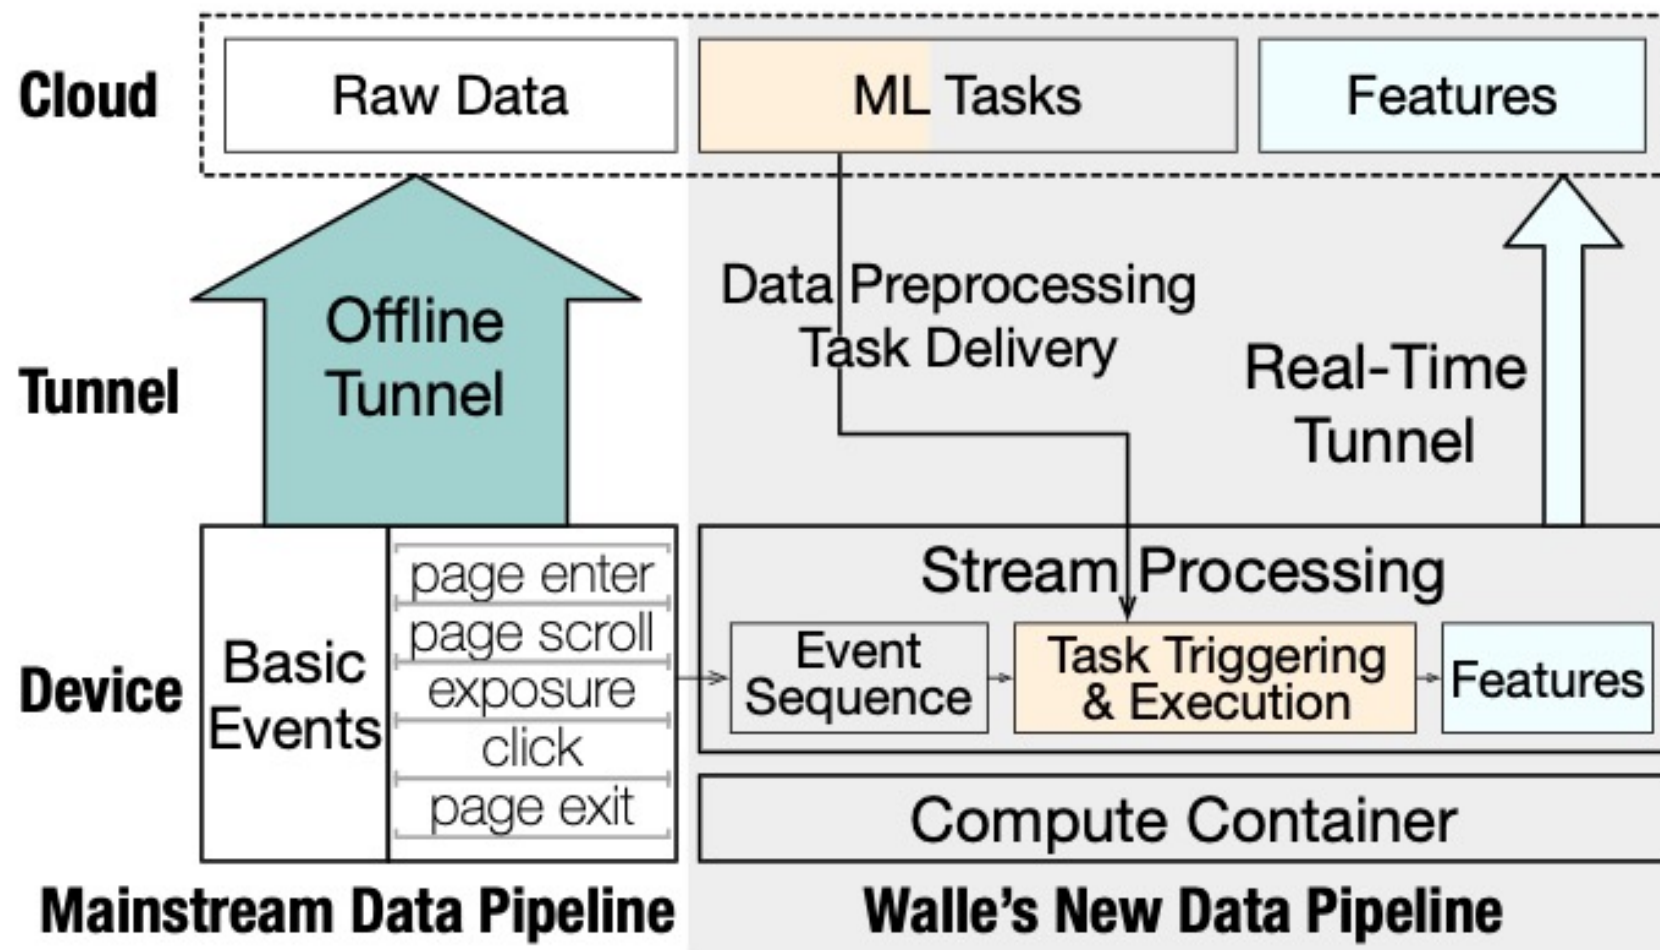 Cloud
Raw Data
ML Tasks
Features
Tunnel
Offline
Tunnel
Data Preprocessing
Task Delivery
Real-Time
Tunnel
Device
Basic
Events
page enter
page scroll
exposure
click
page exit
Stream Processing
Event
Sequence
Task Triggering
& Execution
Features
Compute Container
Mainstream Data Pipeline
Walle's New Data Pipeline